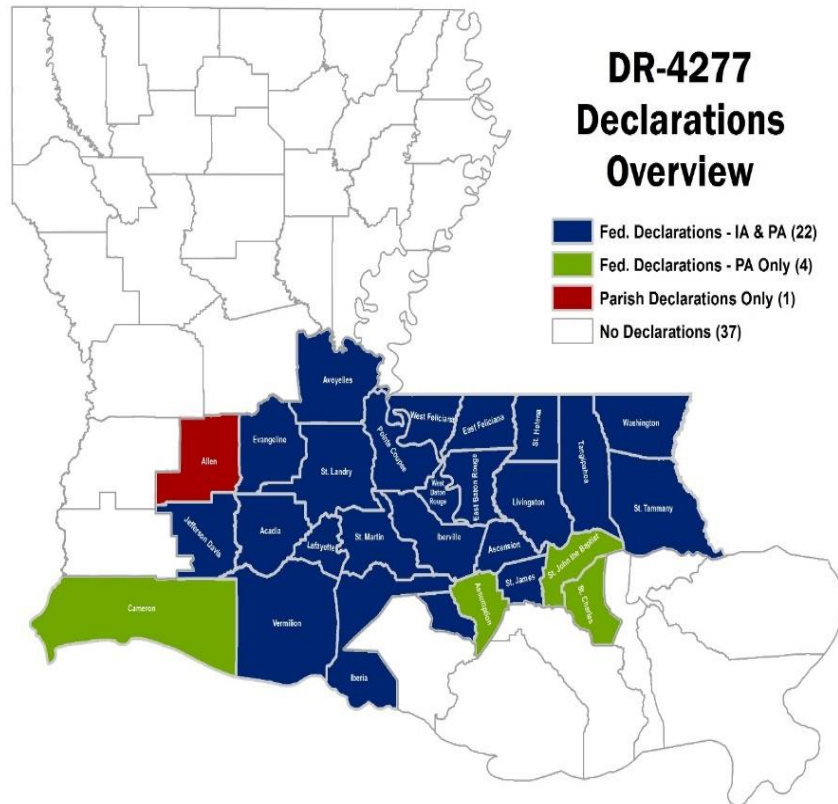 DR-4277
Declarations
Overview
Fed. Declarations - IA & PA (22)
Fed. Declarations - PA Only (4)
Parish Declarations Only (1)
No Declarations (37)
Avoyelles
West Feliciana
East Feliciana
St. Helena
Washington
Evangeline
Pointe Coupee
Tangipahoa
Allen
St. Landry
West
Baton
Rouge
East Baton Rouge
Livingston
St. Tammany
Jefferson Davis
Acadia
Lafayette
St. Martin
Iberville
Ascension
St. John the Baptist
St. James
Assumption
St. Charles
Cameron
Vermilion
Iberia